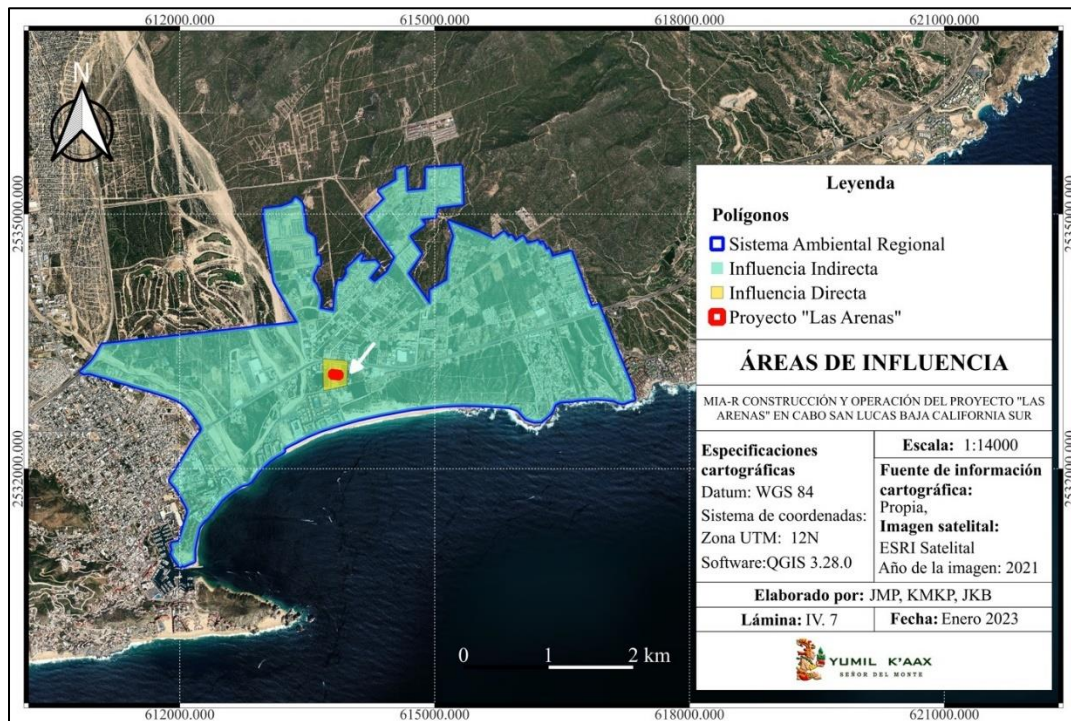 612000.000 615000.000 618000.000 621000.000
2535000.000
2535000.000
2532000.000
2532000.000
N
Leyenda
Polígonos
Sistema Ambiental Regional
Influencia Indirecta
Influencia Directa
Proyecto "Las Arenas"
ÁREAS DE INFLUENCIA
MIA-R CONSTRUCCIÓN Y OPERACIÓN DEL PROYECTO "LAS
ARENAS" EN CABO SAN LUCAS BAJA CALIFORNIA SUR
Especificaciones
cartográficas
Datum: WGS 84
Sistema de coordenadas:
Zona UTM: 12N
Software:QGIS 3.28.0
Escala: 1:14000
Fuente de información
cartográfica:
Propia,
Imagen satelital:
ESRI Satelital
Año de la imagen: 2021
Elaborado por: JMP, KMKP, JKB
Lámina: IV. 7
Fecha: Enero 2023
YUMIL K'AAX
SEÑOR DEL MONTE
0 1 2 km
612000.000 615000.000 618000.000 621000.000